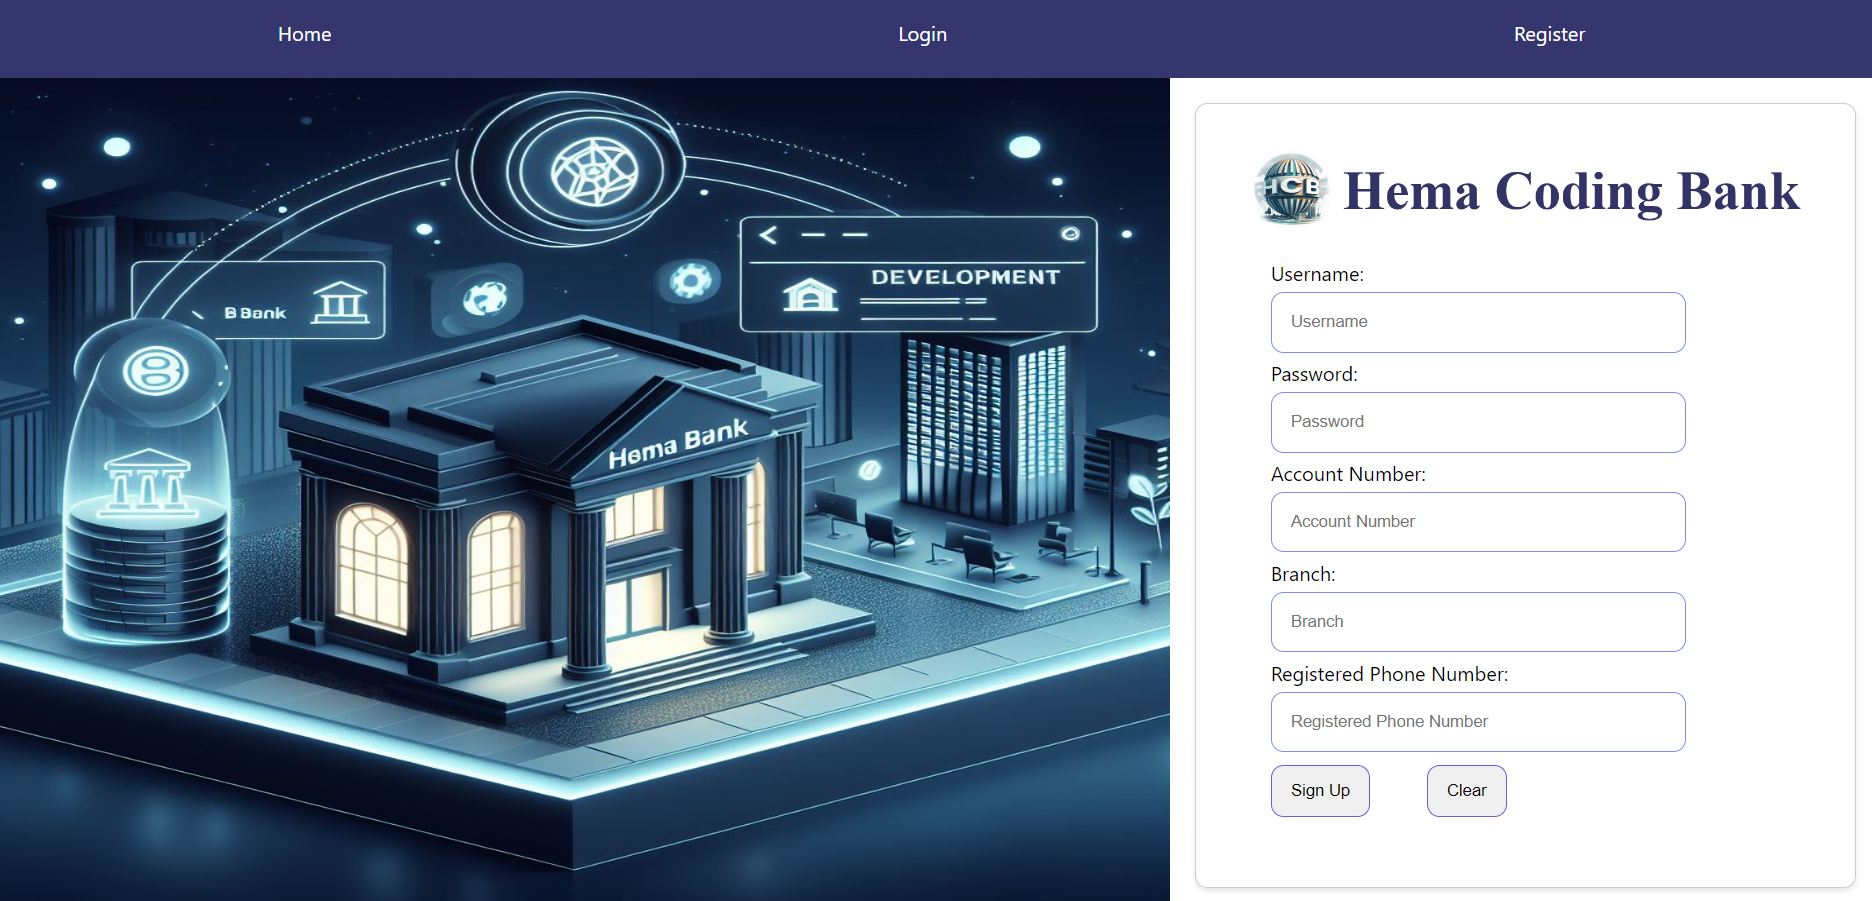 Home
Login
Register
B Bank
DEVELOPMENT
Hema Bank
HCB
Hema Coding Bank
Username:
Username
Password:
Password
Account Number:
Account Number
Branch:
Branch
Registered Phone Number:
Registered Phone Number
Sign Up
Clear